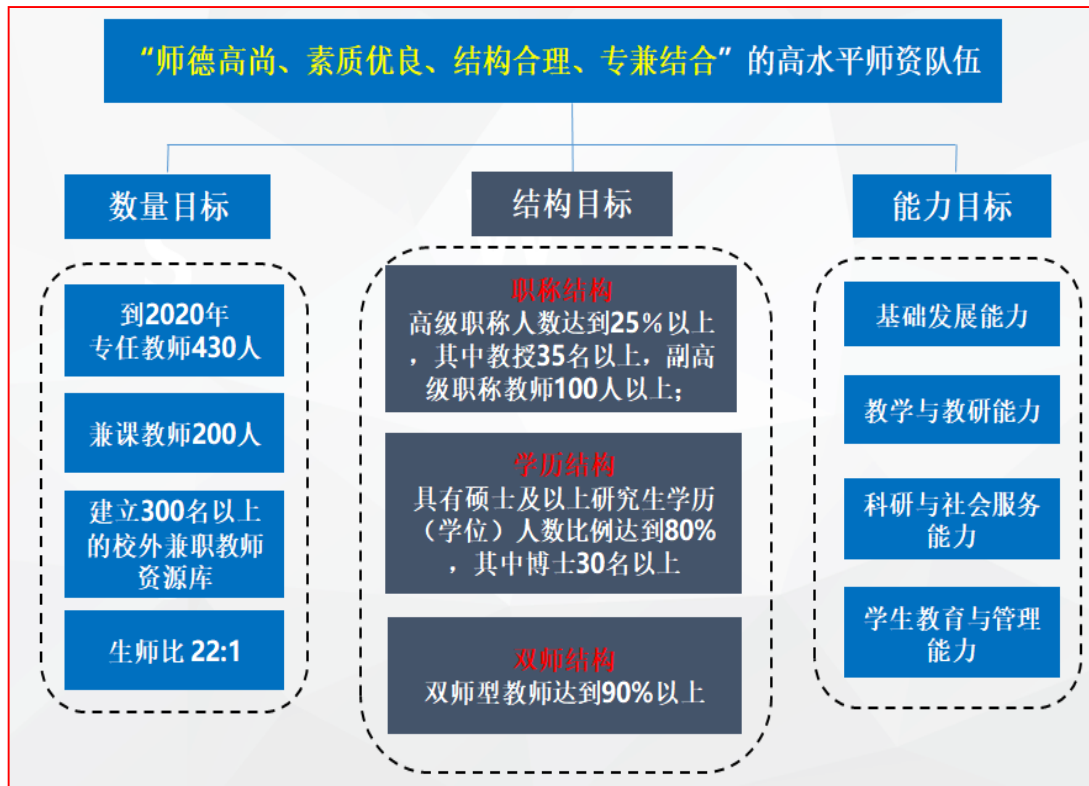 “师德高尚、素质优良、结构合理、专兼结合”的高水平师资队伍
数量目标
到2020年
专任教师430人
兼课教师200人
建立300名以上
的校外兼职教师
资源库
生师比 22:1
结构目标
职称结构
高级职称人数达到25%以上
，其中教授35名以上，副高
级职称教师100人以上；
学历结构
具有硕士及以上研究生学历
（学位）人数比例达到80%
，其中博士30名以上
双师结构
双师型教师达到90%以上
能力目标
基础发展能力
教学与教研能力
科研与社会服务
能力
学生教育与管理
能力